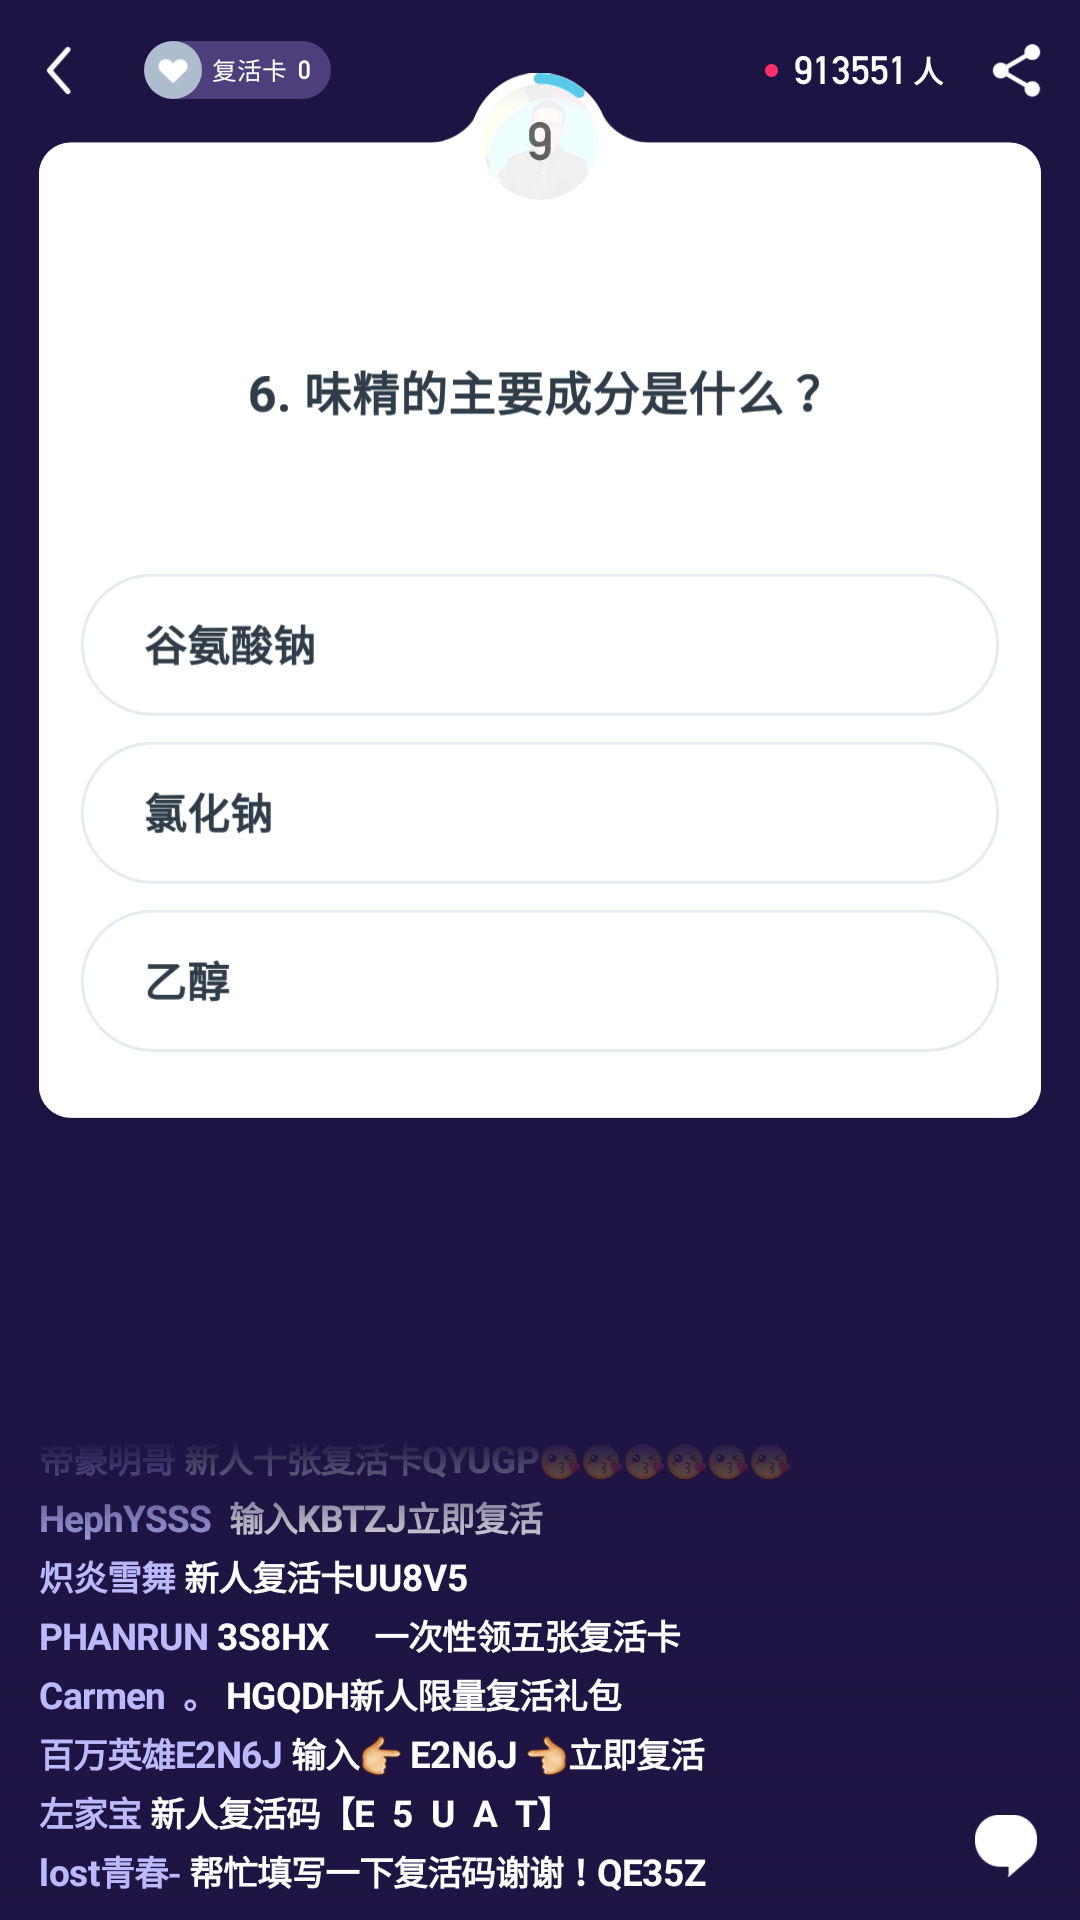 复活卡 0
913551 人
9
6. 味精的主要成分是什么？
谷氨酸钠
氯化钠
乙醇
帝豪明哥 新人十张复活卡QYUGP😘😘😘😘😘😘
HephYSSS 输入KBTZJ立即复活
炽炎雪舞 新人复活卡UU8V5
PHANRUN 3S8HX 一次性领五张复活卡
Carmen 。 HGQDH新人限量复活礼包
百万英雄E2N6J 输入👉 E2N6J 👈立即复活
左家宝 新人复活码【E 5 U A T】
lost青春- 帮忙填写一下复活码谢谢！QE35Z